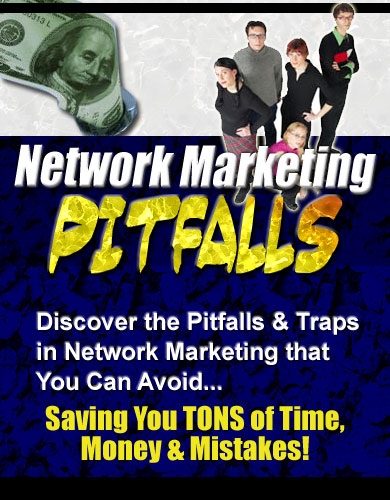 Network Marketing
PITFALLS
Discover the Pitfalls & Traps
in Network Marketing that
You Can Avoid...
Saving You TONS of Time,
Money & Mistakes!